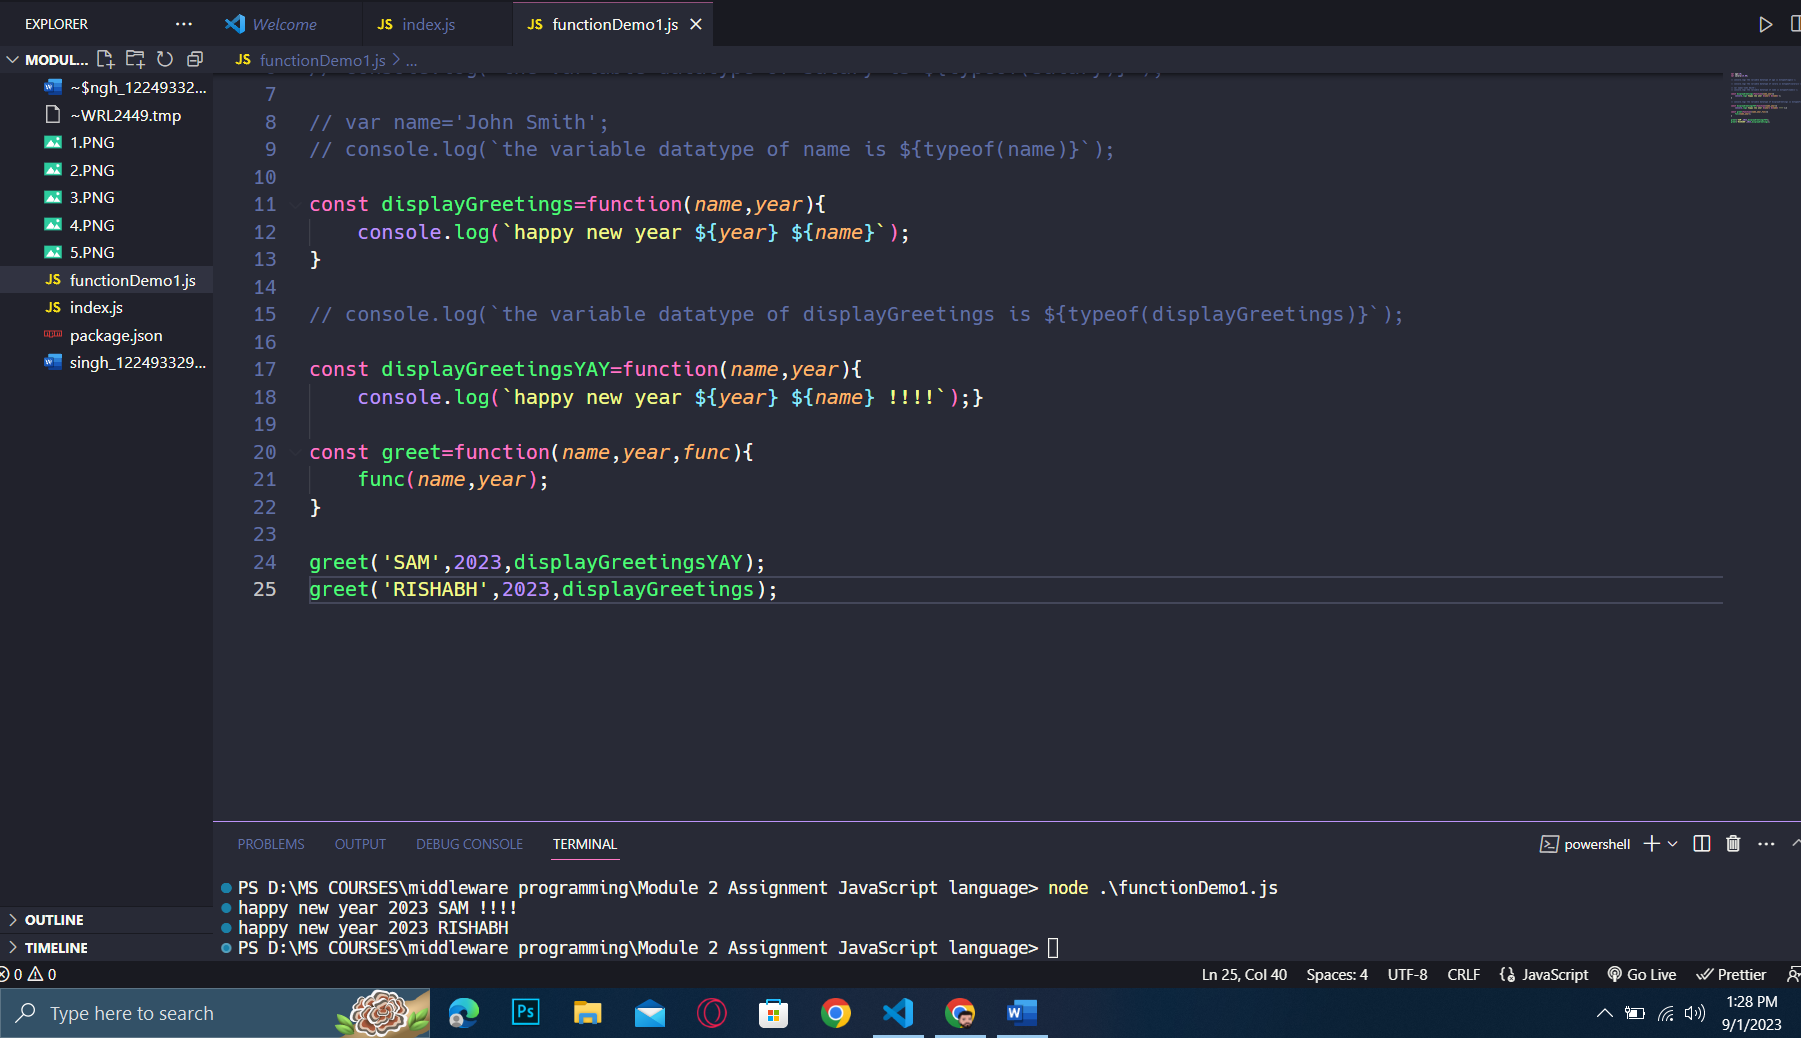 EXPLORER
Welcome
JS index.js
JS functionDemo1.js
MODUL...
JS functionDemo1.js > ...
~$ngh_12249332...
~WRL2449.tmp
1.PNG
2.PNG
3.PNG
4.PNG
5.PNG
JS functionDemo1.js
JS index.js
package.json
singh_122493329...
7
8 // var name='John Smith';
9 // console.log(`the variable datatype of name is ${typeof(name)}`);
10
11 const displayGreetings=function(name,year){
12 console.log(`happy new year ${year} ${name}`);
13 }
14
15 // console.log(`the variable datatype of displayGreetings is ${typeof(displayGreetings)}`);
16
17 const displayGreetingsYAY=function(name,year){
18 console.log(`happy new year ${year} ${name} !!!!`);}
19
20 const greet=function(name,year,func){
21 func(name,year);
22 }
23
24 greet('SAM',2023,displayGreetingsYAY);
25 greet('RISHABH',2023,displayGreetings);
PROBLEMS OUTPUT DEBUG CONSOLE TERMINAL
powershell
PS D:\MS COURSES\middleware programming\Module 2 Assignment JavaScript language> node .\functionDemo1.js
happy new year 2023 SAM !!!!
happy new year 2023 RISHABH
PS D:\MS COURSES\middleware programming\Module 2 Assignment JavaScript language>
OUTLINE
TIMELINE
0 0
Ln 25, Col 40 Spaces: 4 UTF-8 CRLF {} JavaScript Go Live Prettier
Type here to search
Ps
W
1:28 PM
9/1/2023